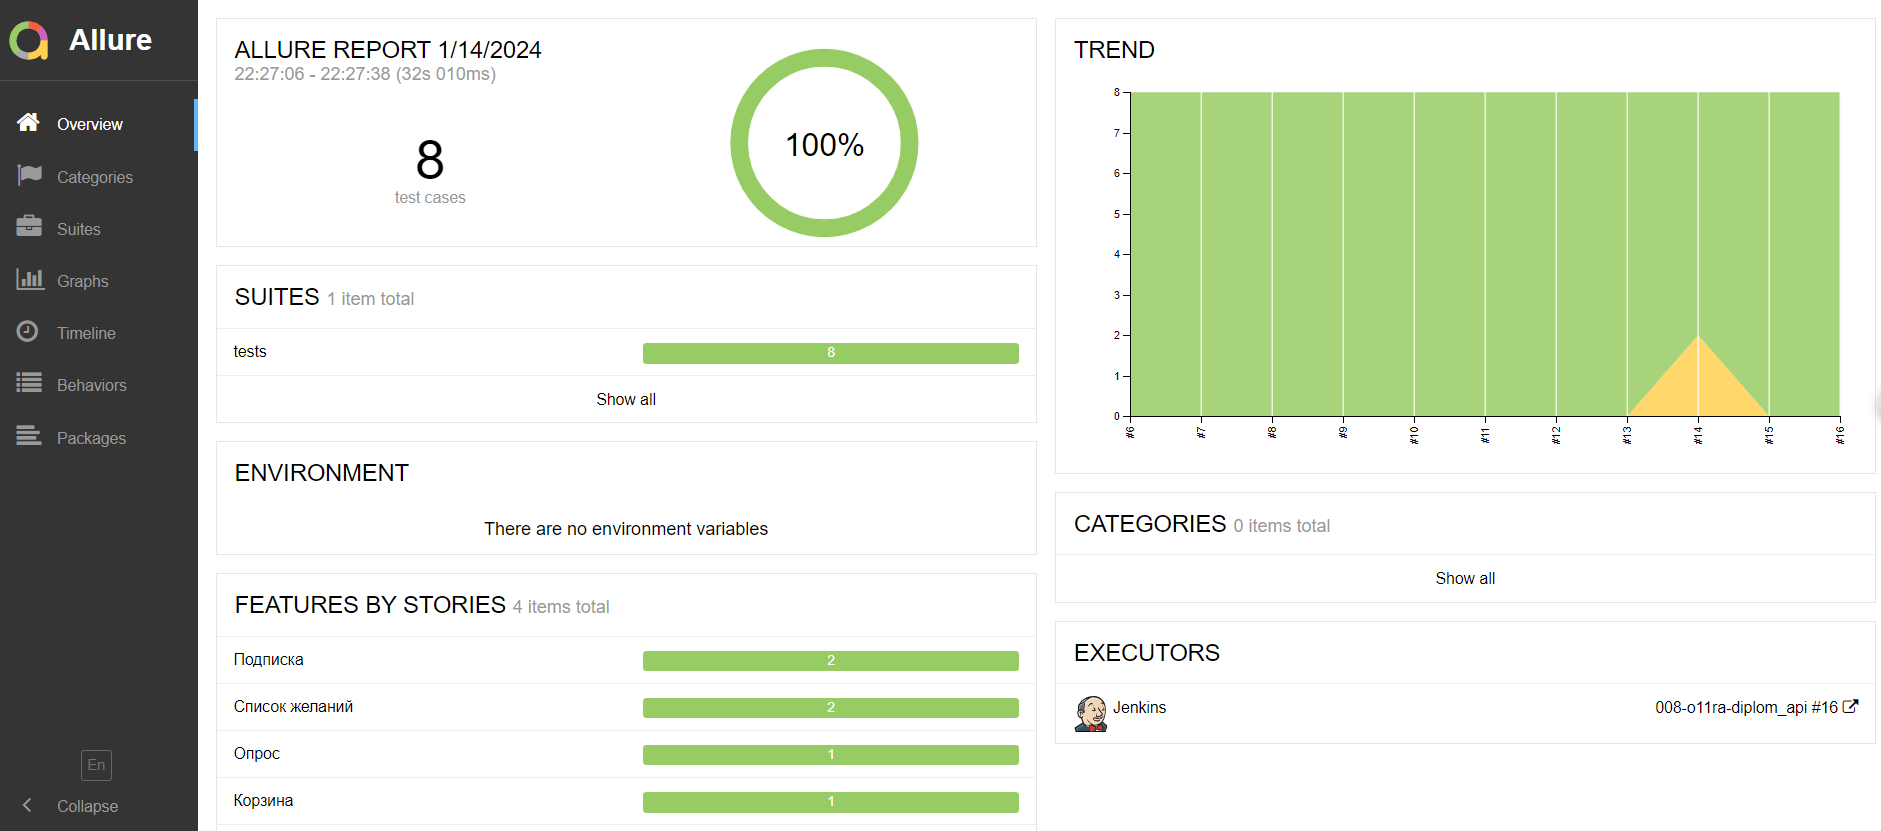 Allure
Overview
Categories
Suites
Graphs
Timeline
Behaviors
Packages
En
Collapse
ALLURE REPORT 1/14/2024
22:27:06 - 22:27:38 (32s 010ms)
8
test cases
100%
SUITES 1 item total
tests 8
Show all
ENVIRONMENT
There are no environment variables
FEATURES BY STORIES 4 items total
Подписка 2
Список желаний 2
Опрос 1
Корзина 1
TREND
8
7
6
5
4
3
2
1
0
#6 #7 #8 #9 #10 #11 #12 #13 #14 #15 #16
CATEGORIES 0 items total
Show all
EXECUTORS
Jenkins 008-o11ra-diplom_api #16